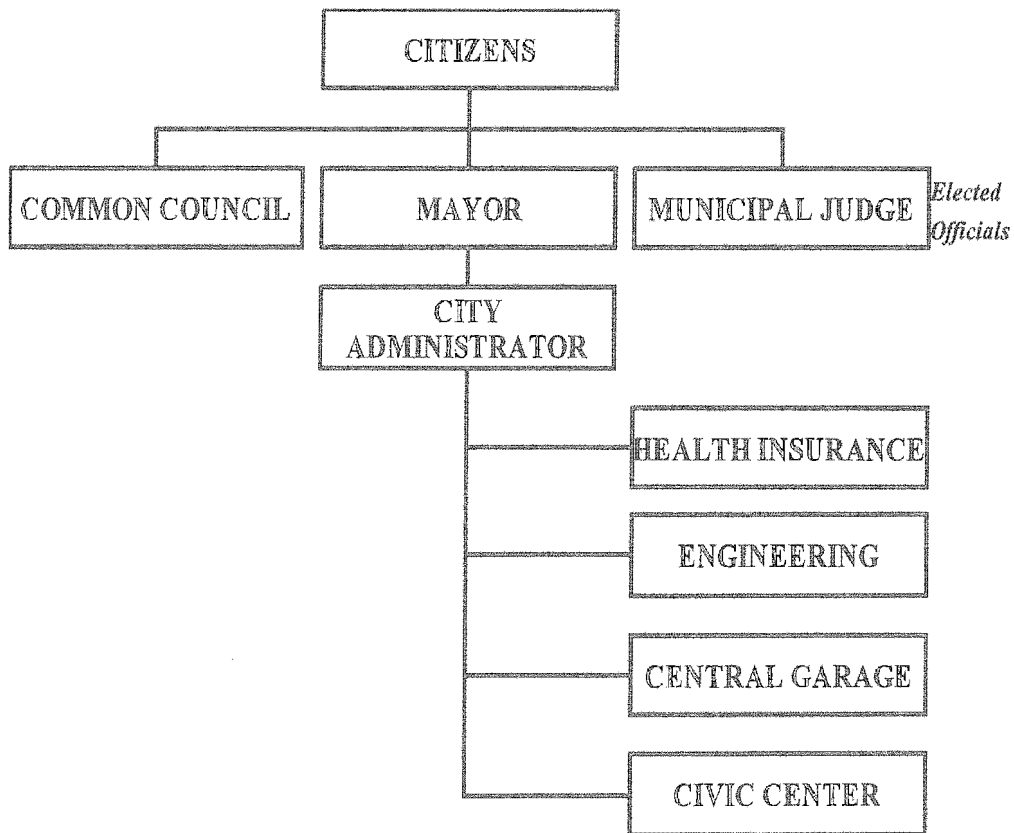 CITIZENS
COMMON COUNCIL
MAYOR
MUNICIPAL JUDGE
Elected
Officials
CITY
ADMINISTRATOR
HEALTH INSURANCE
ENGINEERING
CENTRAL GARAGE
CIVIC CENTER